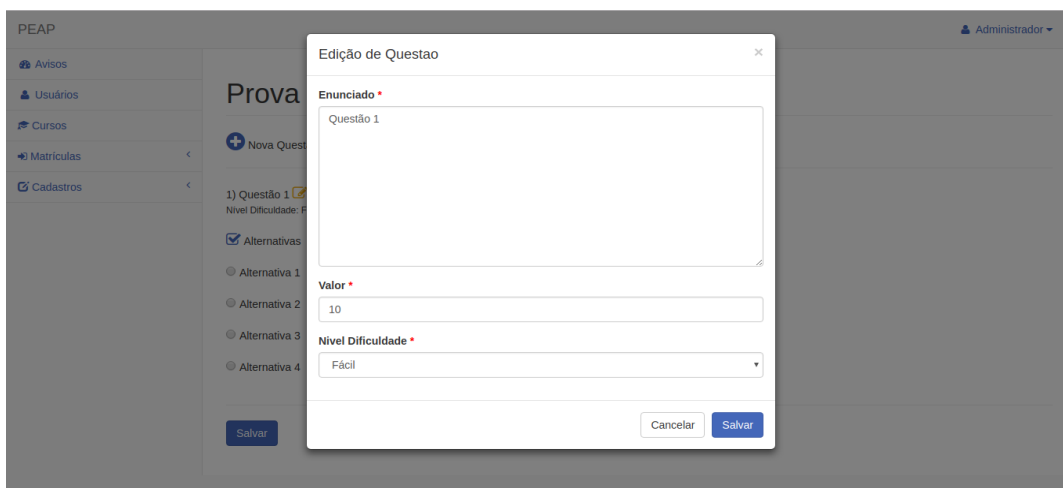 PEAP
Administrador
Avisos
Usuários
Cursos
Matrículas
Cadastros
Prova
Nova Quest
1) Questão 1
Nivel Dificuldade: F
Alternativas
Alternativa 1
Alternativa 2
Alternativa 3
Alternativa 4
Salvar
Edição de Questao ×
Enunciado *
Questão 1
Valor *
10
Nivel Dificuldade *
Fácil
Cancelar Salvar